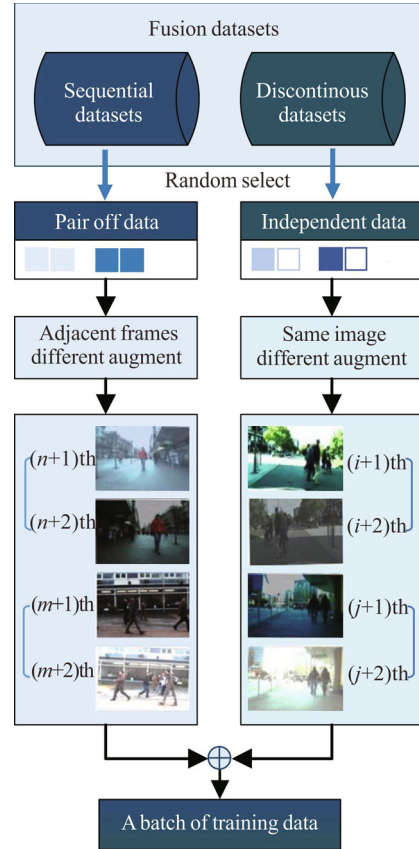 Fusion datasets
Sequential
datasets
Discontinous
datasets
Random select
Pair off data
Independent data
Adjacent frames
different augment
Same image
different augment
(n+1)th
(n+2)th
(m+1)th
(m+2)th
(i+1)th
(i+2)th
(j+1)th
(j+2)th
A batch of training data